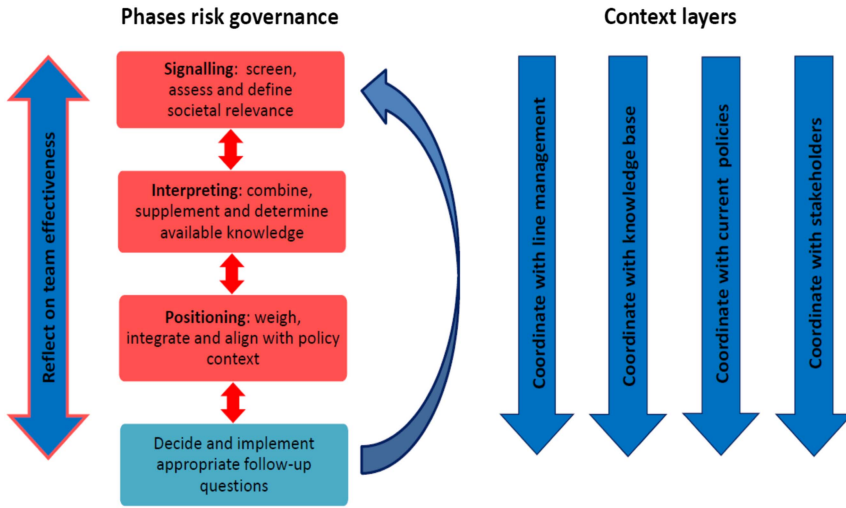 Phases risk governance
Context layers
Reflect on team effectiveness
Signalling: screen,
assess and define
societal relevance
Interpreting: combine,
supplement and determine
available knowledge
Positioning: weigh,
integrate and align with policy
context
Decide and implement
appropriate follow-up
questions
Coordinate with line management
Coordinate with knowledge base
Coordinate with current policies
Coordinate with stakeholders